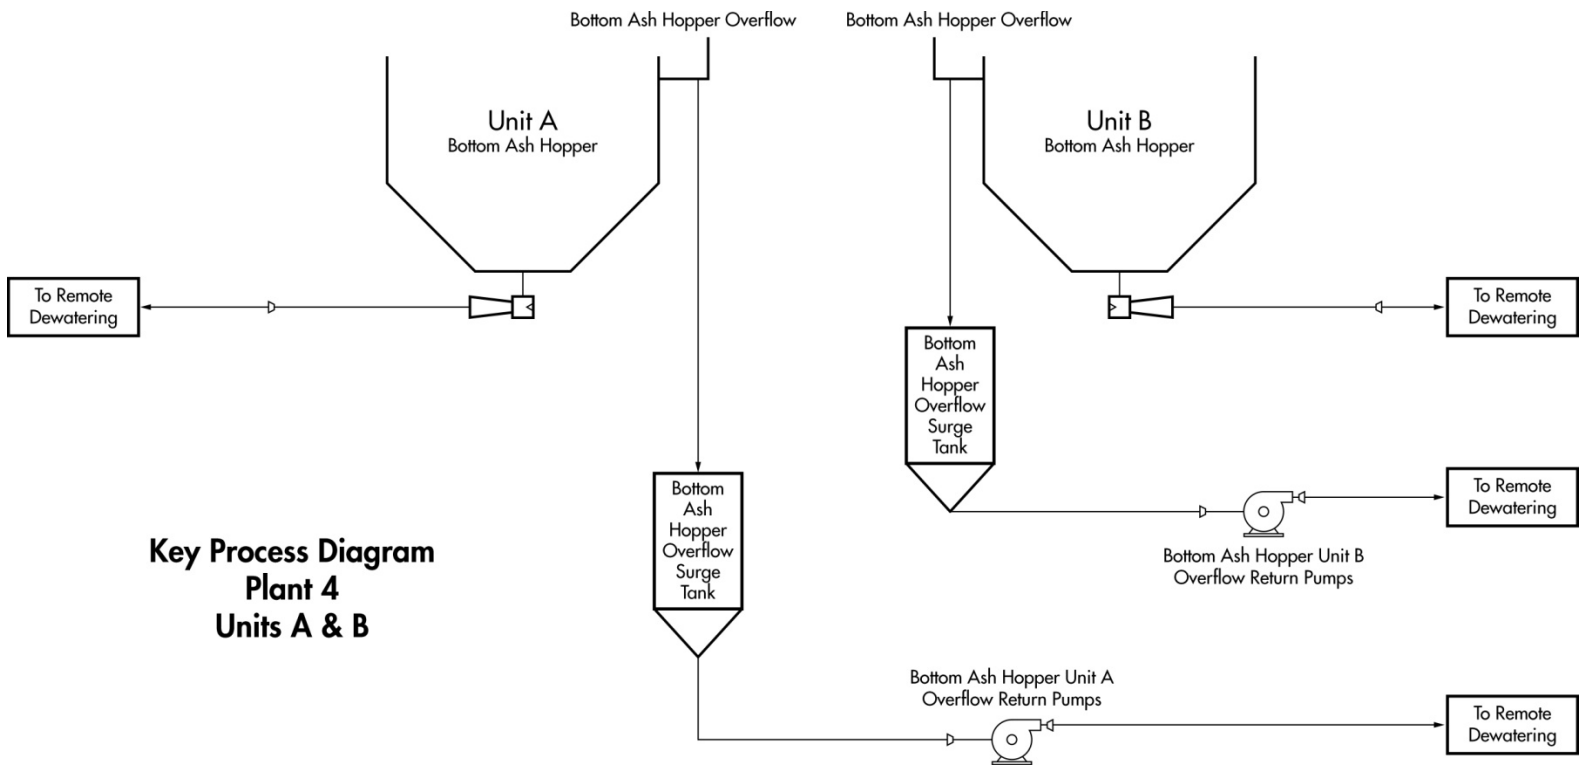 Bottom Ash Hopper Overflow
Bottom Ash Hopper Overflow
Unit A
Bottom Ash Hopper
Unit B
Bottom Ash Hopper
To Remote
Dewatering
To Remote
Dewatering
Bottom
Ash
Hopper
Overflow
Surge
Tank
Bottom
Ash
Hopper
Overflow
Surge
Tank
To Remote
Dewatering
Bottom Ash Hopper Unit B
Overflow Return Pumps
Key Process Diagram
Plant 4
Units A & B
Bottom Ash Hopper Unit A
Overflow Return Pumps
To Remote
Dewatering